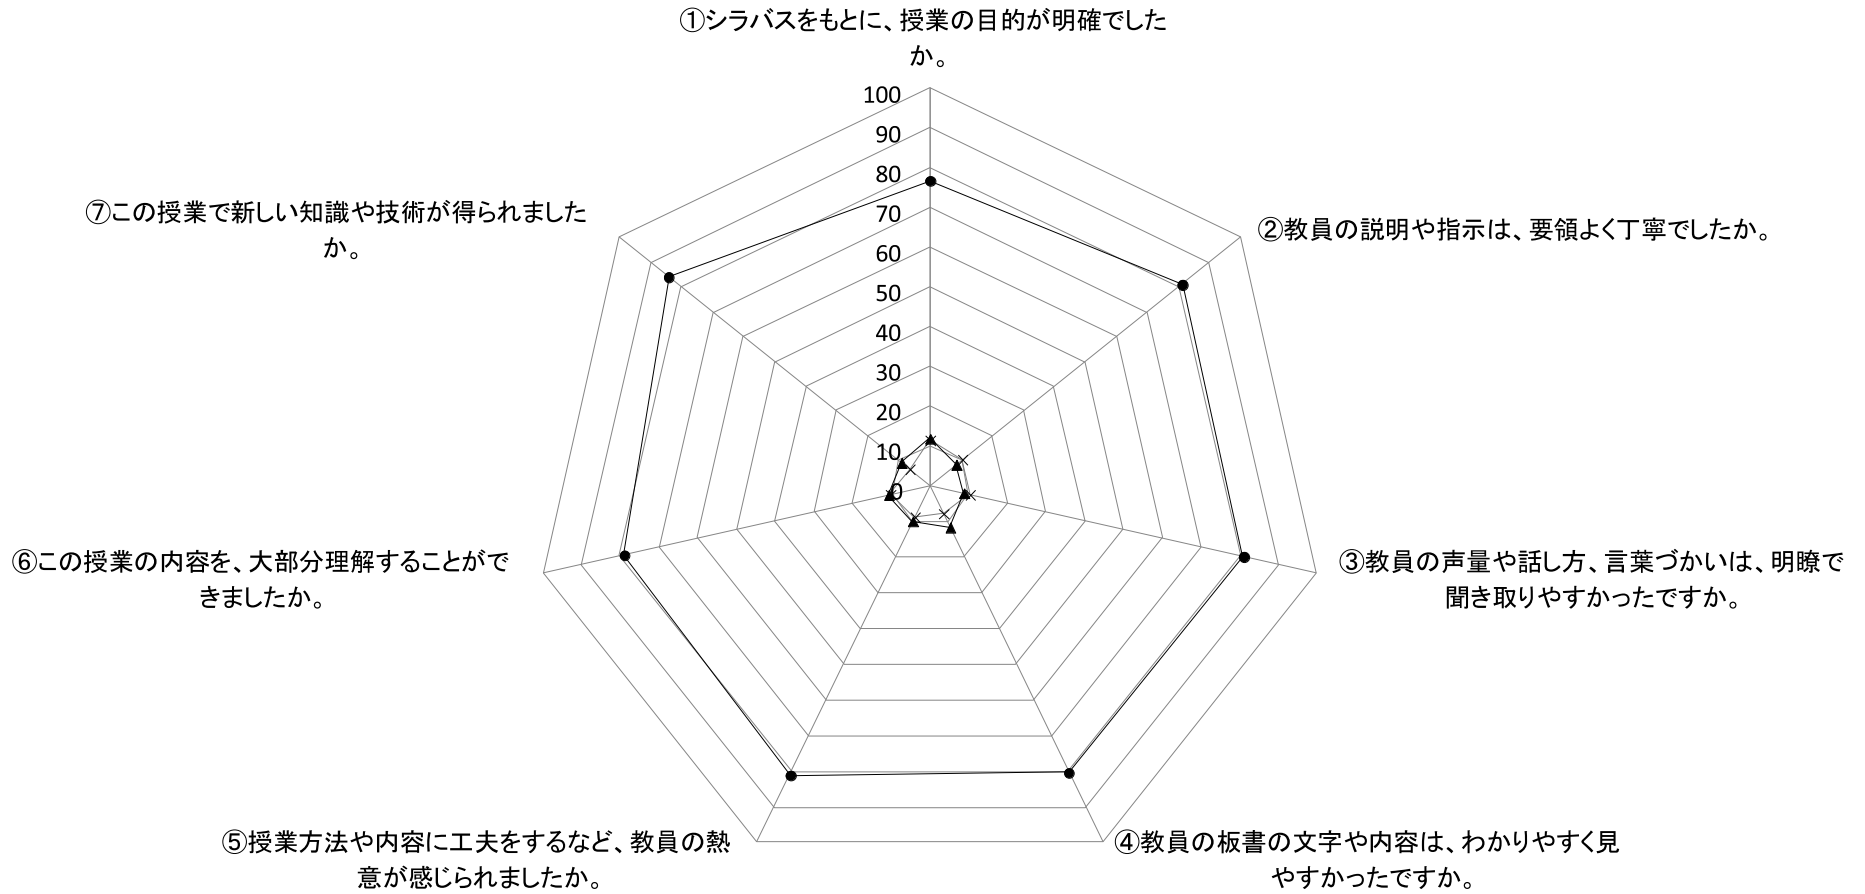 ①シラバスをもとに、授業の目的が明確でした
か。
100
90
80
70
60
50
40
30
20
10
0
②教員の説明や指示は、要領よく丁寧でしたか。
③教員の声量や話し方、言葉づかいは、明瞭で
聞き取りやすかったですか。
④教員の板書の文字や内容は、わかりやすく見
やすかったですか。
⑤授業方法や内容に工夫をするなど、教員の熱
意が感じられましたか。
⑥この授業の内容を、大部分理解することがで
きましたか。
⑦この授業で新しい知識や技術が得られました
か。